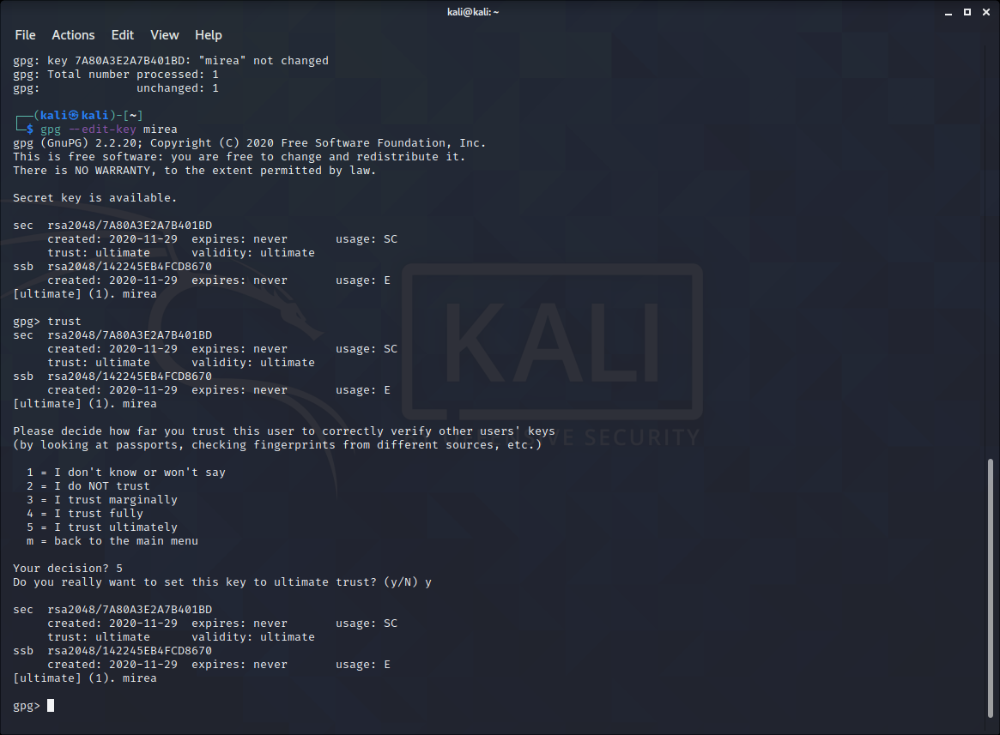 kali@kali: ~
File Actions Edit View Help
gpg: key 7A80A3E2A7B401BD: "mirea" not changed
gpg: Total number processed: 1
gpg:              unchanged: 1
┌──(kali㉿kali)-[~]
└─$ gpg --edit-key mirea
gpg (GnuPG) 2.2.20; Copyright (C) 2020 Free Software Foundation, Inc.
This is free software: you are free to change and redistribute it.
There is NO WARRANTY, to the extent permitted by law.
Secret key is available.
sec  rsa2048/7A80A3E2A7B401BD
     created: 2020-11-29  expires: never       usage: SC
     trust: ultimate      validity: ultimate
ssb  rsa2048/142245EB4FCD8670
     created: 2020-11-29  expires: never       usage: E
[ultimate] (1). mirea
gpg> trust
sec  rsa2048/7A80A3E2A7B401BD
     created: 2020-11-29  expires: never       usage: SC
     trust: ultimate      validity: ultimate
ssb  rsa2048/142245EB4FCD8670
     created: 2020-11-29  expires: never       usage: E
[ultimate] (1). mirea
Please decide how far you trust this user to correctly verify other users' keys
(by looking at passports, checking fingerprints from different sources, etc.)
  1 = I don't know or won't say
  2 = I do NOT trust
  3 = I trust marginally
  4 = I trust fully
  5 = I trust ultimately
  m = back to the main menu
Your decision? 5
Do you really want to set this key to ultimate trust? (y/N) y
sec  rsa2048/7A80A3E2A7B401BD
     created: 2020-11-29  expires: never       usage: SC
     trust: ultimate      validity: ultimate
ssb  rsa2048/142245EB4FCD8670
     created: 2020-11-29  expires: never       usage: E
[ultimate] (1). mirea
gpg>
KALI
SECURITY